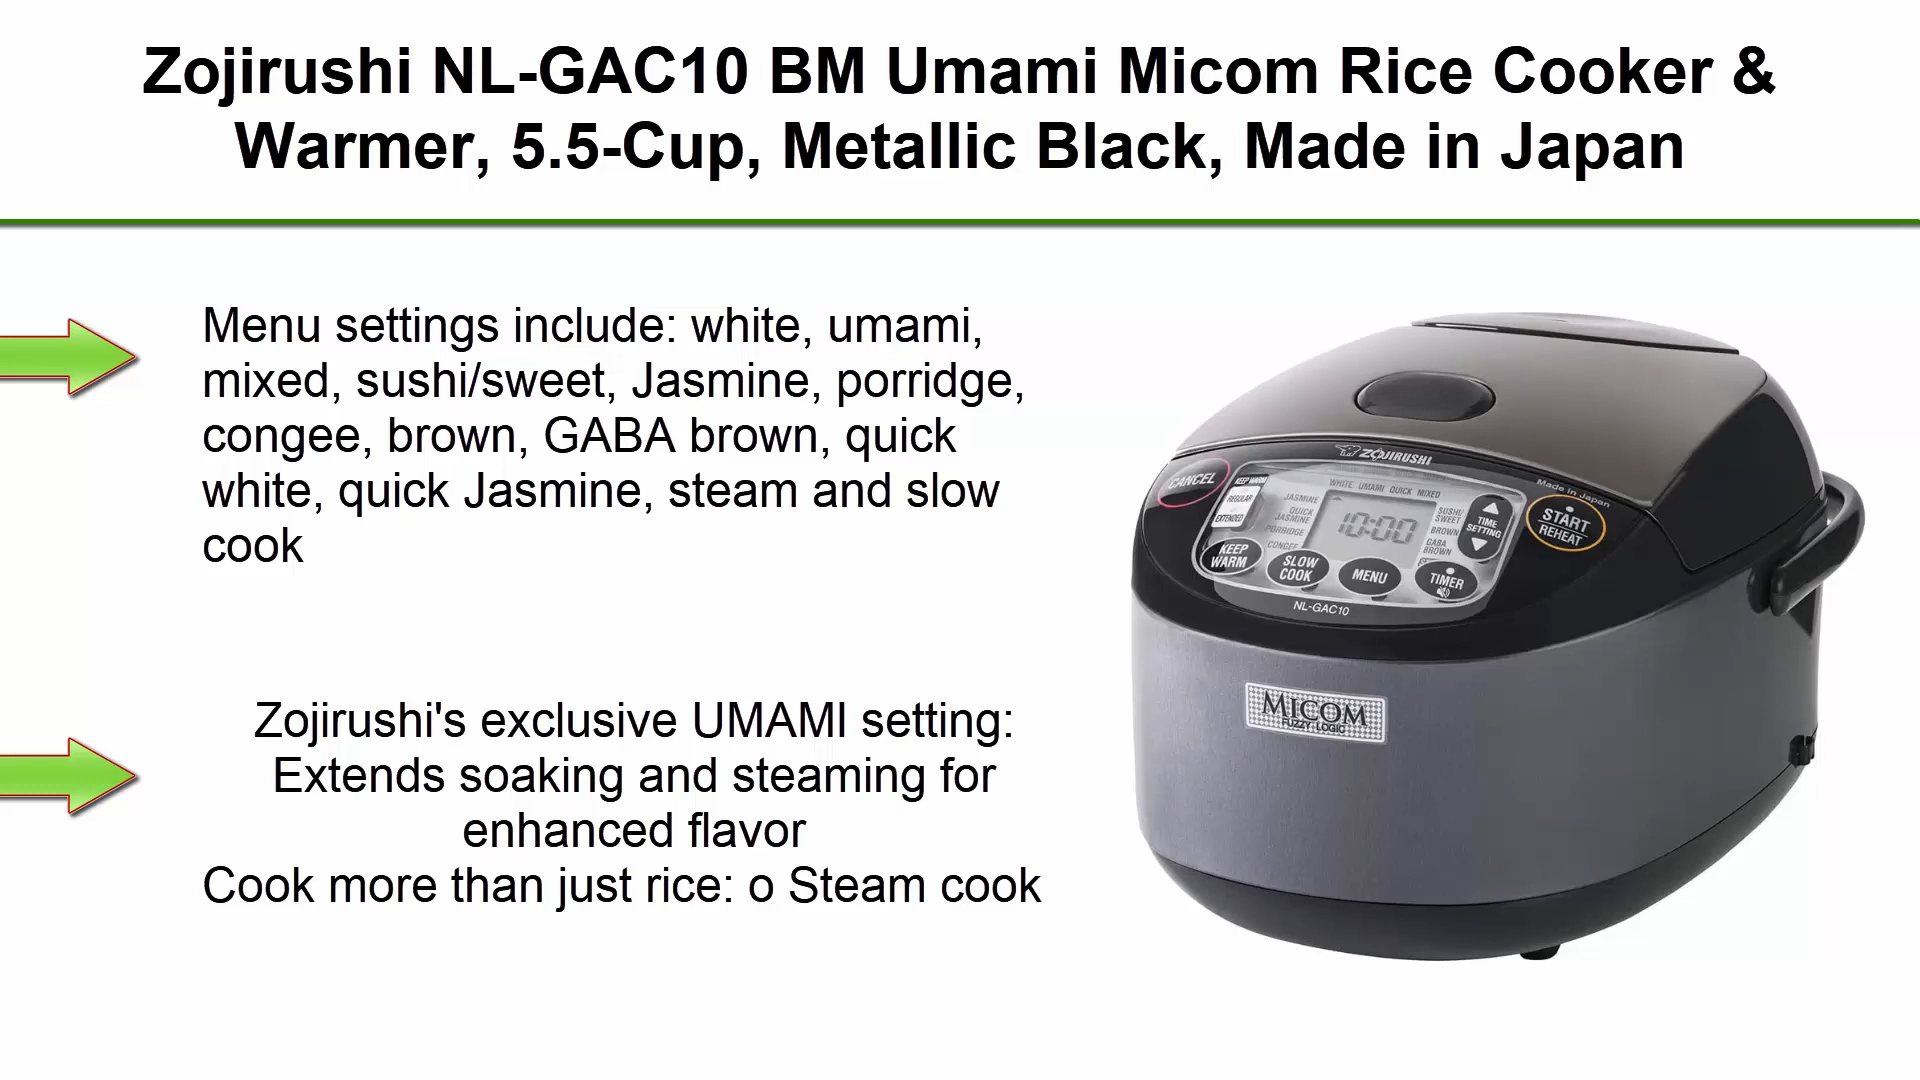 Zojirushi NL-GAC10 BM Umami Micom Rice Cooker &
Warmer, 5.5-Cup, Metallic Black, Made in Japan
Menu settings include: white, umami,
mixed, sushi/sweet, Jasmine, porridge,
congee, brown, GABA brown, quick
white, quick Jasmine, steam and slow
cook
Zojirushi's exclusive UMAMI setting:
Extends soaking and steaming for
enhanced flavor
Cook more than just rice: o Steam cook
ZOJIRUSHI
Made in Japan
CANCEL
KEEP WARM
REGULAR
EXTENDED
WHITE UMAMI QUICK MIXED
JASMINE
QUICK
JASMINE
PORRIDGE
CONGEE
10:00
SUSHI/
SWEET
BROWN
GABA
BROWN
TIME
SETTING
START
REHEAT
KEEP
WARM
SLOW
COOK
MENU
TIMER
NL-GAC10
MICOM
FUZZY LOGIC